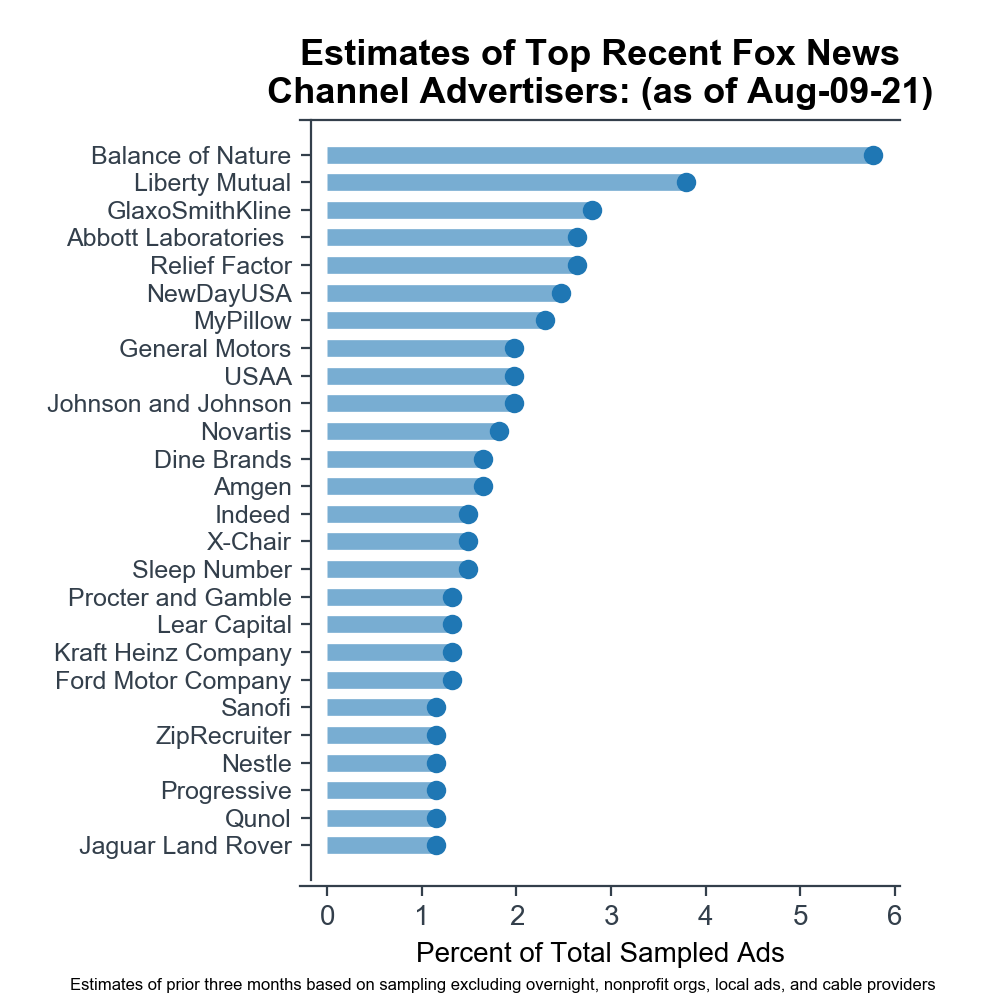 Estimates of Top Recent Fox News
Channel Advertisers: (as of Aug-09-21)
Balance of Nature
Liberty Mutual
GlaxoSmithKline
Abbott Laboratories
Relief Factor
NewDayUSA
MyPillow
General Motors
USAA
Johnson and Johnson
Novartis
Dine Brands
Amgen
Indeed
X-Chair
Sleep Number
Procter and Gamble
Lear Capital
Kraft Heinz Company
Ford Motor Company
Sanofi
ZipRecruiter
Nestle
Progressive
Qunol
Jaguar Land Rover
0 1 2 3 4 5 6
Percent of Total Sampled Ads
Estimates of prior three months based on sampling excluding overnight, nonprofit orgs, local ads, and cable providers